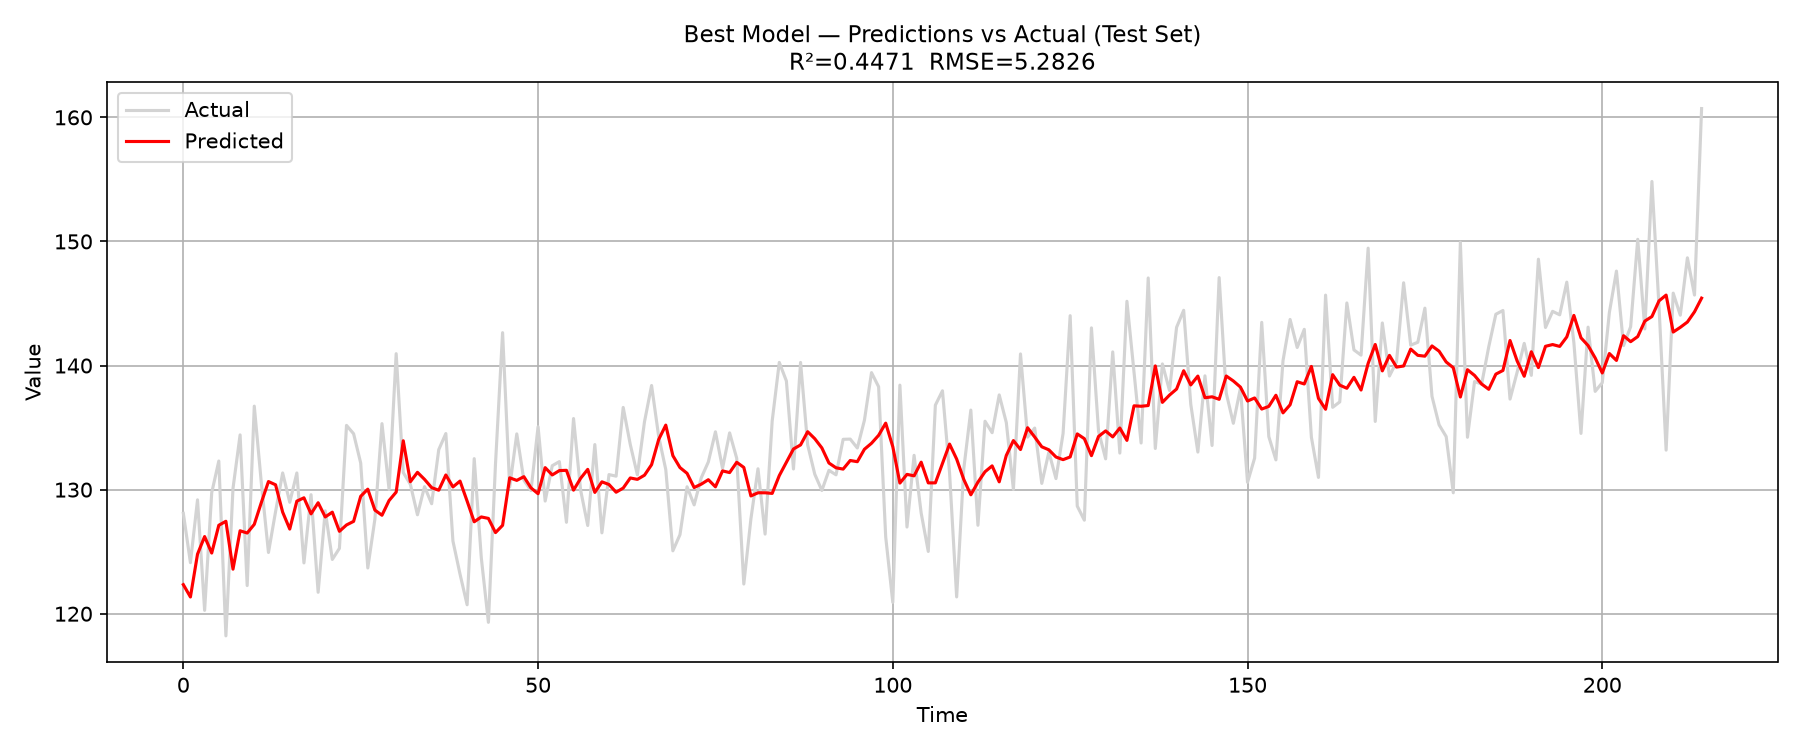 Best Model — Predictions vs Actual (Test Set)
R²=0.4471  RMSE=5.2826
Actual
Predicted
Value
160
150
140
130
120
0
50
100
150
200
Time